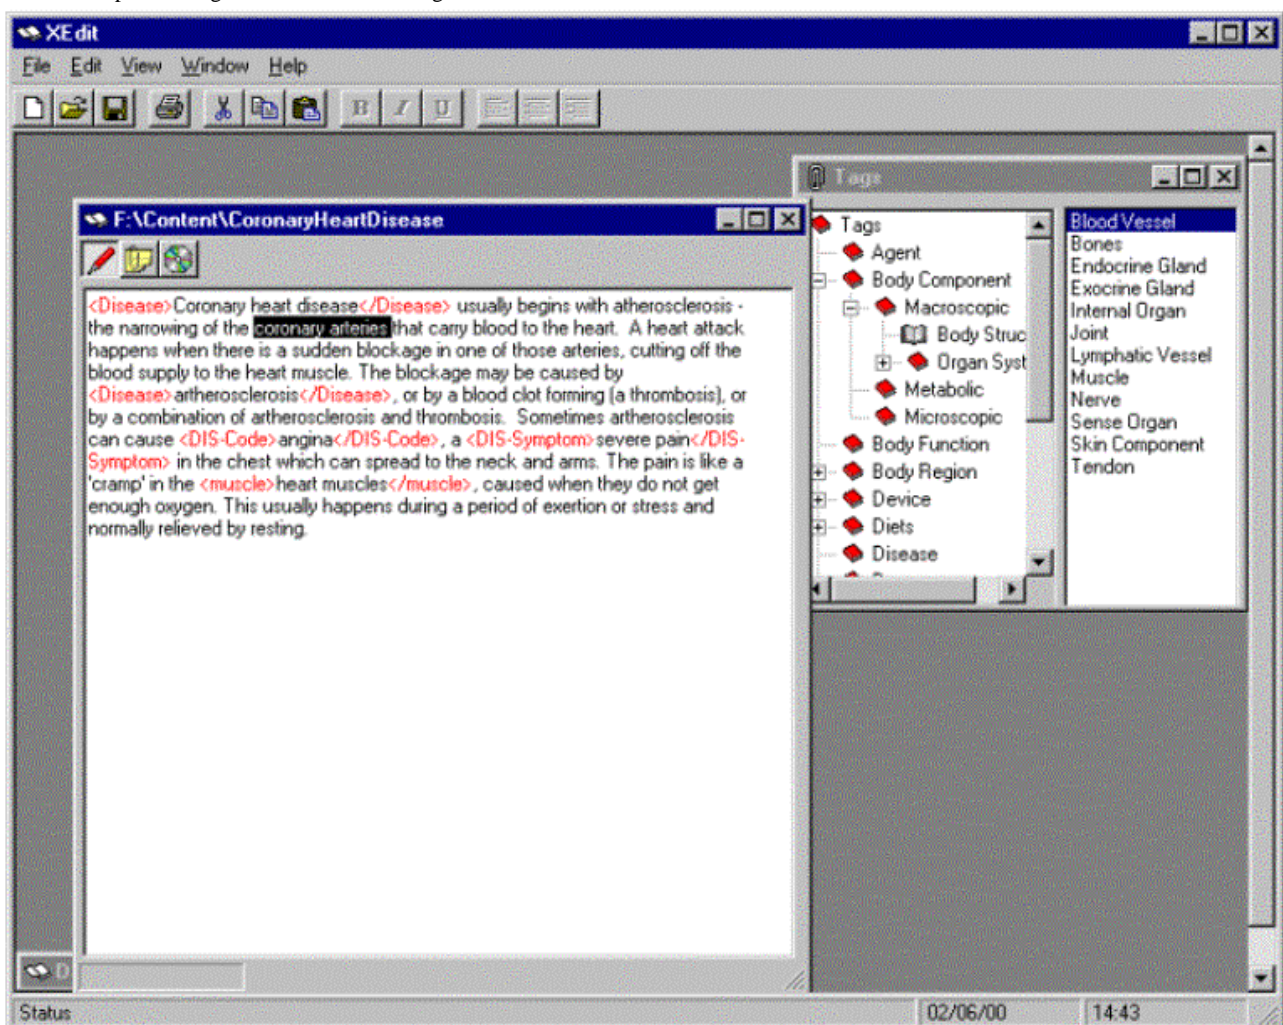 XEdit
File Edit View Window Help
B I U
Tags
F:\Content\CoronaryHeartDisease
<Disease>Coronary heart disease</Disease> usually begins with atherosclerosis -
the narrowing of the coronary arteries that carry blood to the heart. A heart attack
happens when there is a sudden blockage in one of those arteries, cutting off the
blood supply to the heart muscle. The blockage may be caused by
<Disease>artherosclerosis</Disease>, or by a blood clot forming (a thrombosis), or
by a combination of artherosclerosis and thrombosis. Sometimes artherosclerosis
can cause <DIS-Code>angina</DIS-Code>, a <DIS-Symptom>severe pain</DIS-
Symptom> in the chest which can spread to the neck and arms. The pain is like a
'cramp' in the <muscle>heart muscles</muscle>, caused when they do not get
enough oxygen. This usually happens during a period of exertion or stress and
normally relieved by resting.
Tags
Agent
Body Component
Macroscopic
Body Struc
Organ Syst
Metabolic
Microscopic
Body Function
Body Region
Device
Diets
Disease
Blood Vessel
Bones
Endocrine Gland
Exocrine Gland
Internal Organ
Joint
Lymphatic Vessel
Muscle
Nerve
Sense Organ
Skin Component
Tendon
D
Status
02/06/00
14:43